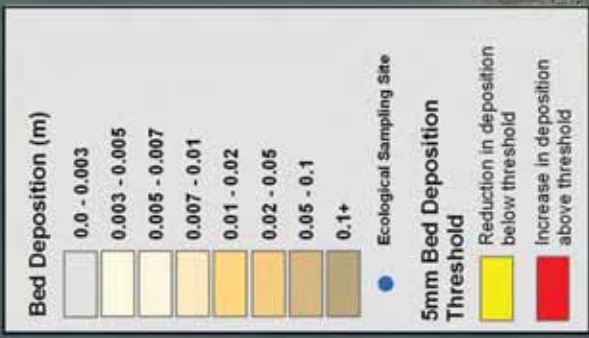 Bed Deposition (m)
0.0 - 0.003
0.003 - 0.005
0.005 - 0.007
0.007 - 0.01
0.01 - 0.02
0.02 - 0.05
0.05 - 0.1
0.1+
Ecological Sampling Site
5mm Bed Deposition
Threshold
Reduction in deposition
below threshold
Increase in deposition
above threshold